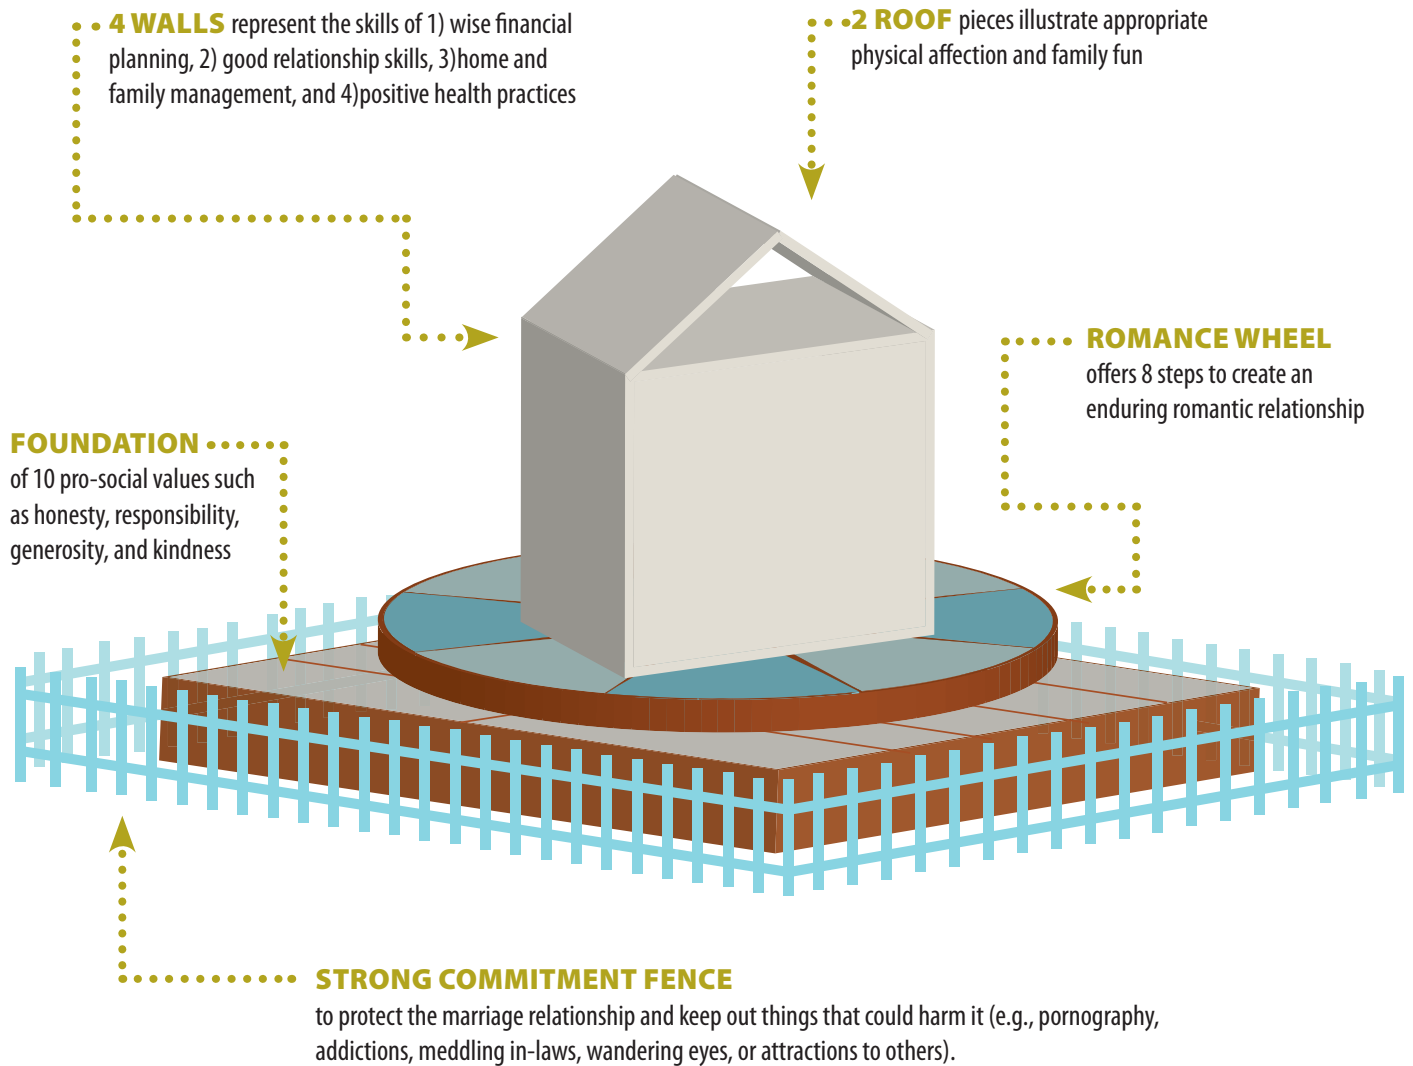 4 WALLS represent the skills of 1) wise financial
planning, 2) good relationship skills, 3)home and
family management, and 4)positive health practices
2 ROOF pieces illustrate appropriate
physical affection and family fun
ROMANCE WHEEL
offers 8 steps to create an
enduring romantic relationship
FOUNDATION
of 10 pro-social values such
as honesty, responsibility,
generosity, and kindness
STRONG COMMITMENT FENCE
to protect the marriage relationship and keep out things that could harm it (e.g., pornography,
addictions, meddling in-laws, wandering eyes, or attractions to others).